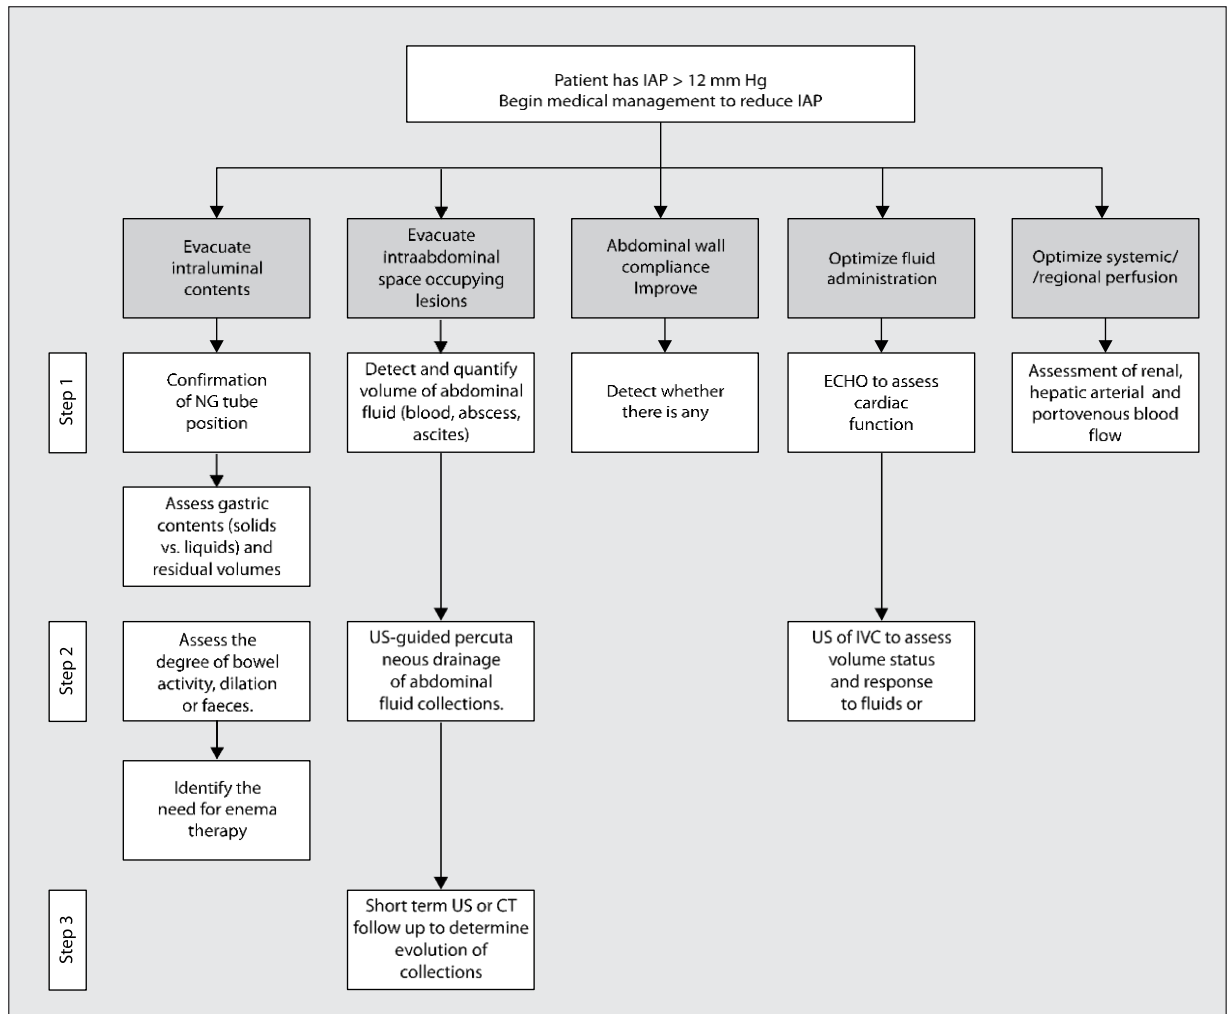 Patient has IAP > 12 mm Hg
Begin medical management to reduce IAP
Evacuate
intraluminal
contents
Evacuate
intraabdominal
space occupying
lesions
Abdominal wall
compliance
Improve
Optimize fluid
administration
Optimize systemic/
/regional perfusion
Step 1
Confirmation
of NG tube
position
Detect and quantify
volume of abdominal
fluid (blood, abscess,
ascites)
Detect whether
there is any
ECHO to assess
cardiac
function
Assessment of renal,
hepatic arterial and
portovenous blood
flow
Assess gastric
contents (solids
vs. liquids) and
residual volumes
Step 2
Assess the
degree of bowel
activity, dilation
or faeces.
US-guided percuta
neous drainage
of abdominal
fluid collections.
US of IVC to assess
volume status
and response
to fluids or
Identify the
need for enema
therapy
Step 3
Short term US or CT
follow up to determine
evolution of
collections